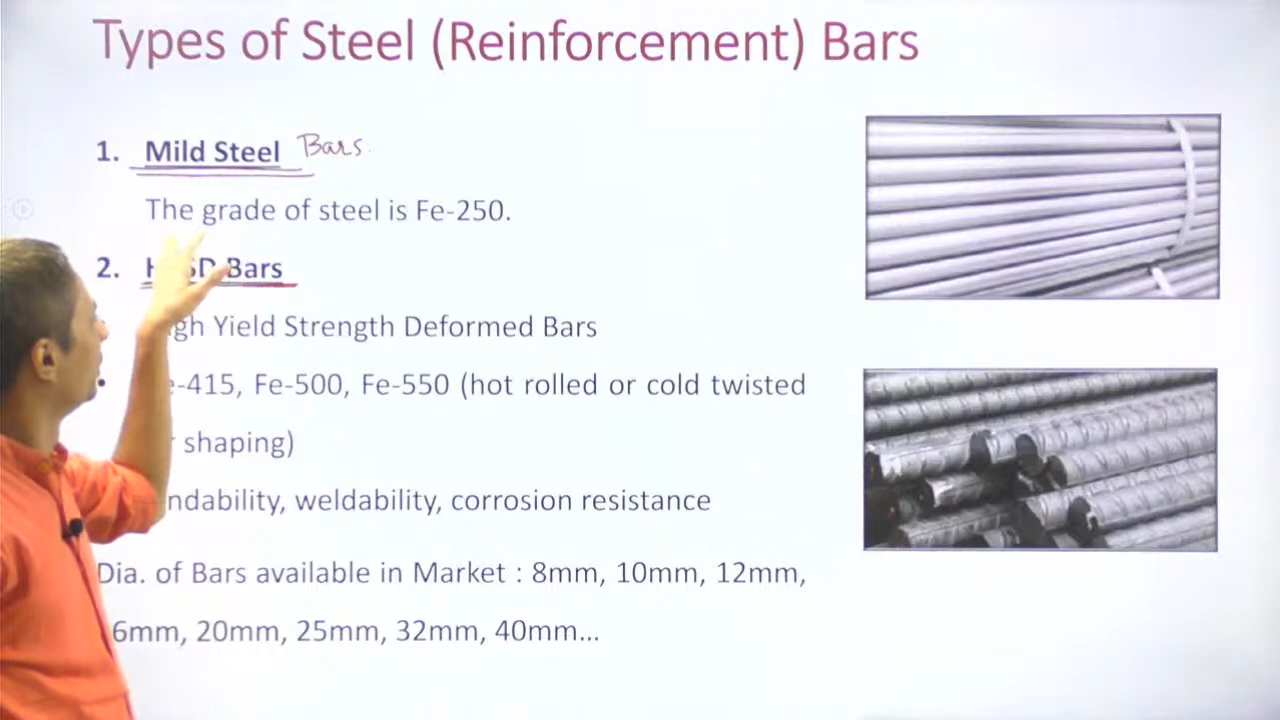 Types of Steel (Reinforcement) Bars
1. Mild Steel Bars
The grade of steel is Fe-250.
2. Bars
Yield Strength Deformed Bars
-415, Fe-500, Fe-550 (hot rolled or cold twisted
shaping)
weldability, corrosion resistance
Dia. of Bars available in Market : 8mm, 10mm, 12mm,
6mm, 20mm, 25mm, 32mm, 40mm...